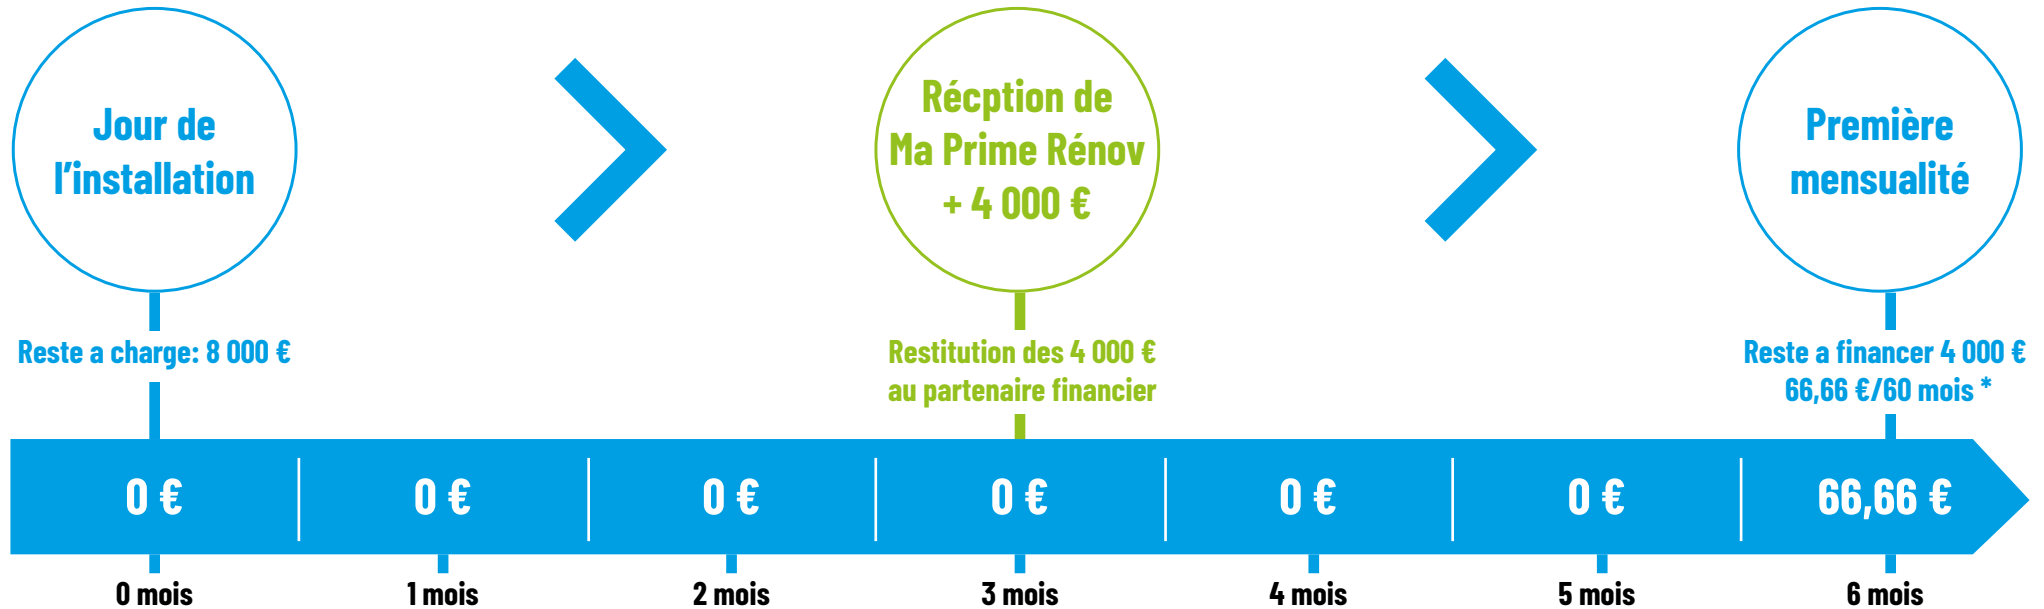 Jour de
l'installation
Récption de
Ma Prime Rénov
+ 4 000 €
Première
mensualité
Reste a charge: 8 000 €
Restitution des 4 000 €
au partenaire financier
Reste a financer 4 000 €
66,66 €/60 mois *
0 €
0 €
0 €
0 €
0 €
0 €
66,66 €
0 mois
1 mois
2 mois
3 mois
4 mois
5 mois
6 mois